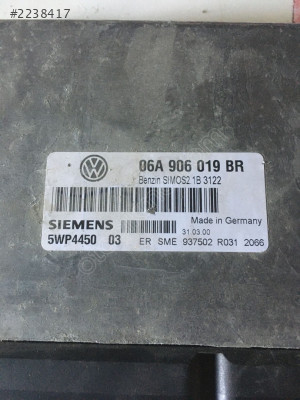 #2238417
06A 906 019 BR
Benzin SIMOS2.1B 3122
SIEMENS
Made in Germany
31.03.00
5WP4450 03 ER SME 937502 R031 2066